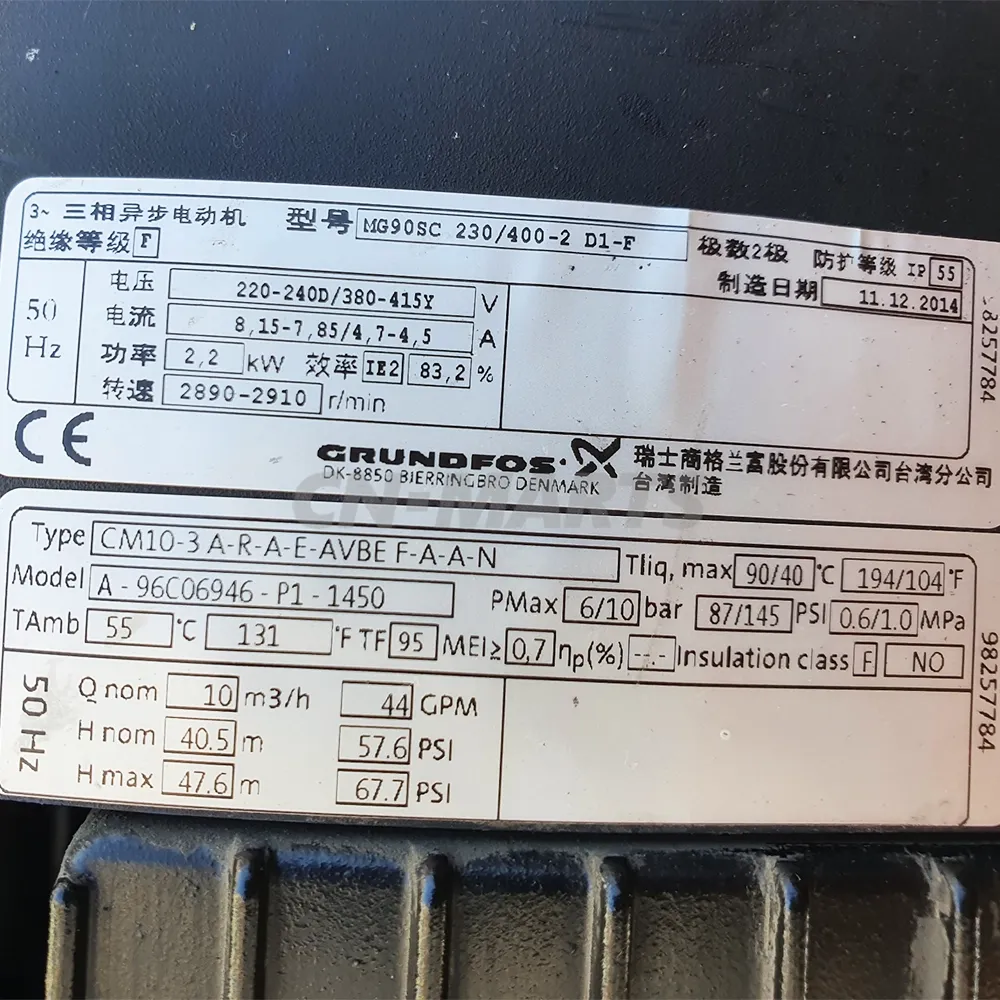 3~ 三相异步电动机 型号 MG90SC 230/400-2 D1-F 极数2极 防护等级 IP 55
绝缘等级 F 制造日期 11.12.2014
50 Hz
电压 220-240D/380-415Y V
电流 8,15-7,85/4,7-4,5 A
功率 2,2 kW 效率 IE2 83,2 %
转速 2890-2910 r/min
98257784
CE
GRUNDFOS 瑞士商格兰富股份有限公司台湾分公司
DK-8850 BJERRINGBRO DENMARK 台湾制造
CN-MARTS
Type CM10-3 A-R-A-E-AVBE F-A-A-N Tliq, max 90/40 °C 194/104 °F
Model A - 96C06946 - P1 - 1450 PMax 6/10 bar 87/145 PSI 0.6/1.0 MPa
TAmb 55 °C 131 °F TF 95 MEI≥ 0,7 ηp(%) --.- Insulation class F NO
50 Hz
Q nom 10 m3/h 44 GPM
H nom 40.5 m 57.6 PSI
H max 47.6 m 67.7 PSI
98257784